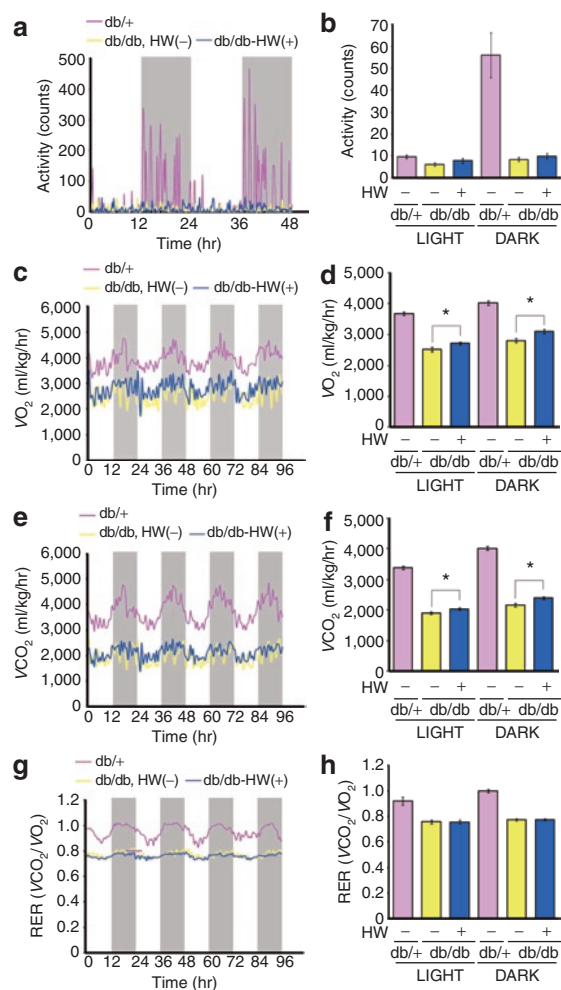 a
db/+
db/db, HW(−) db/db-HW(+)
Activity (counts)
500
400
300
200
100
0
0 12 24 36 48
Time (hr)
b
Activity (counts)
70
60
50
40
30
20
10
0
HW − − + − − +
db/+ db/db db/+ db/db
LIGHT DARK
c
db/+
db/db, HW(−) db/db-HW(+)
VO2 (ml/kg/hr)
6,000
5,000
4,000
3,000
2,000
1,000
0
0 12 24 36 48 60 72 84 96
Time (hr)
d
VO2 (ml/kg/hr)
5,000
4,000
3,000
2,000
1,000
0
* *
HW − − + − − +
db/+ db/db db/+ db/db
LIGHT DARK
e
db/+
db/db, HW(−) db/db-HW(+)
VCO2 (ml/kg/hr)
6,000
5,000
4,000
3,000
2,000
1,000
0
0 12 24 36 48 60 72 84 96
Time (hr)
f
VCO2 (ml/kg/hr)
5,000
4,000
3,000
2,000
1,000
0
* *
HW − − + − − +
db/+ db/db db/+ db/db
LIGHT DARK
g
db/+
db/db, HW(−) db/db-HW(+)
RER (VCO2/VO2)
1.2
1.0
0.8
0.6
0.4
0.2
0
0 12 24 36 48 60 72 84 96
Time (hr)
h
RER (VCO2/VO2)
1.2
1.0
0.8
0.6
0.4
0.2
0
HW − − + − − +
db/+ db/db db/+ db/db
LIGHT DARK